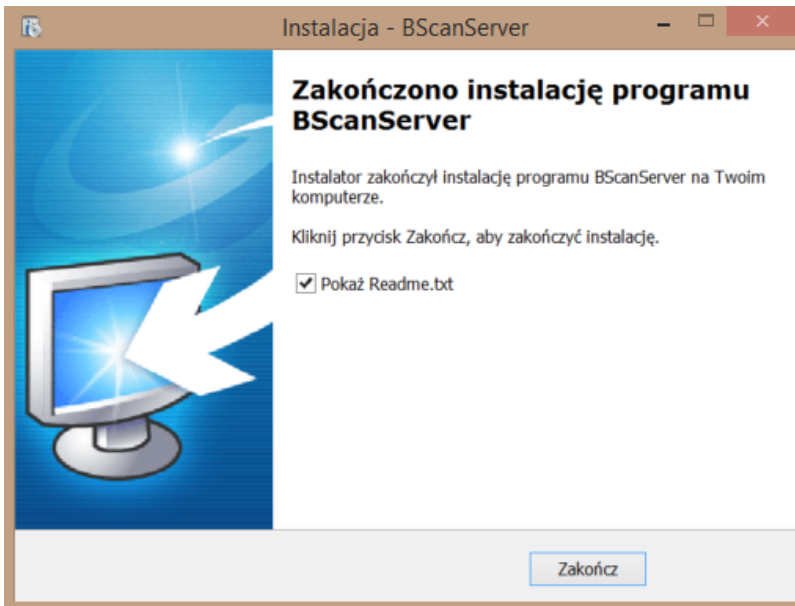 Instalacja - BScanServer
Zakończono instalację programu
BScanServer
Instalator zakończył instalację programu BScanServer na Twoim
komputerze.
Kliknij przycisk Zakończ, aby zakończyć instalację.
Pokaż Readme.txt
Zakończ